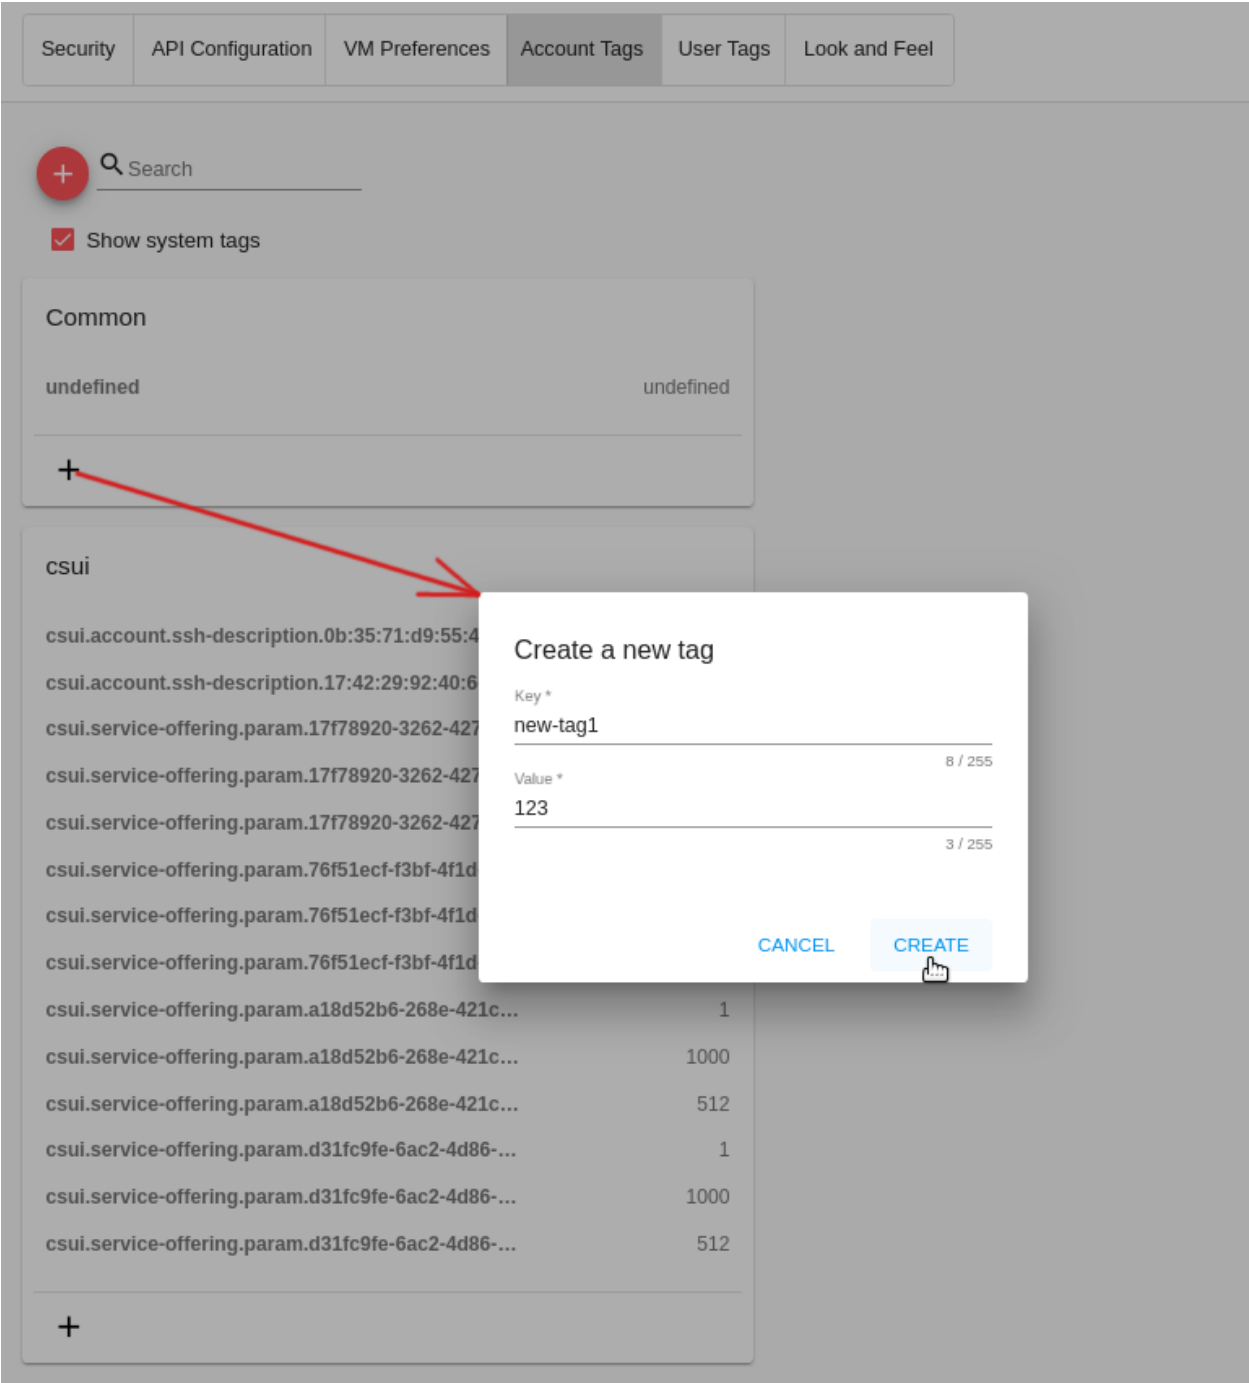 Security API Configuration VM Preferences Account Tags User Tags Look and Feel
Search
Show system tags
Common
undefined undefined
csui
csui.account.ssh-description.0b:35:71:d9:55:4
csui.account.ssh-description.17:42:29:92:40:6
csui.service-offering.param.17f78920-3262-427
csui.service-offering.param.17f78920-3262-427
csui.service-offering.param.17f78920-3262-427
csui.service-offering.param.76f51ecf-f3bf-4f1d
csui.service-offering.param.76f51ecf-f3bf-4f1d
csui.service-offering.param.76f51ecf-f3bf-4f1d
csui.service-offering.param.a18d52b6-268e-421c... 1
csui.service-offering.param.a18d52b6-268e-421c... 1000
csui.service-offering.param.a18d52b6-268e-421c... 512
csui.service-offering.param.d31fc9fe-6ac2-4d86-... 1
csui.service-offering.param.d31fc9fe-6ac2-4d86-... 1000
csui.service-offering.param.d31fc9fe-6ac2-4d86-... 512
Create a new tag
Key *
new-tag1
8 / 255
Value *
123
3 / 255
CANCEL CREATE